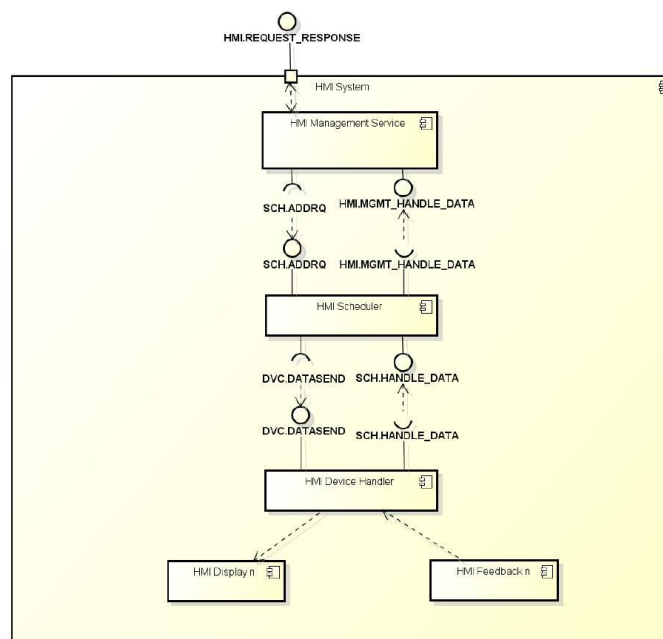 HMI.REQUEST_RESPONSE
HMI System
HMI Management Service
SCH.ADDRQ
HMI.MGMT_HANDLE_DATA
SCH.ADDRQ
HMI.MGMT_HANDLE_DATA
HMI Scheduler
DVC.DATASEND
SCH.HANDLE_DATA
DVC.DATASEND
SCH.HANDLE_DATA
HMI Device Handler
HMI Display n
HMI Feedback n